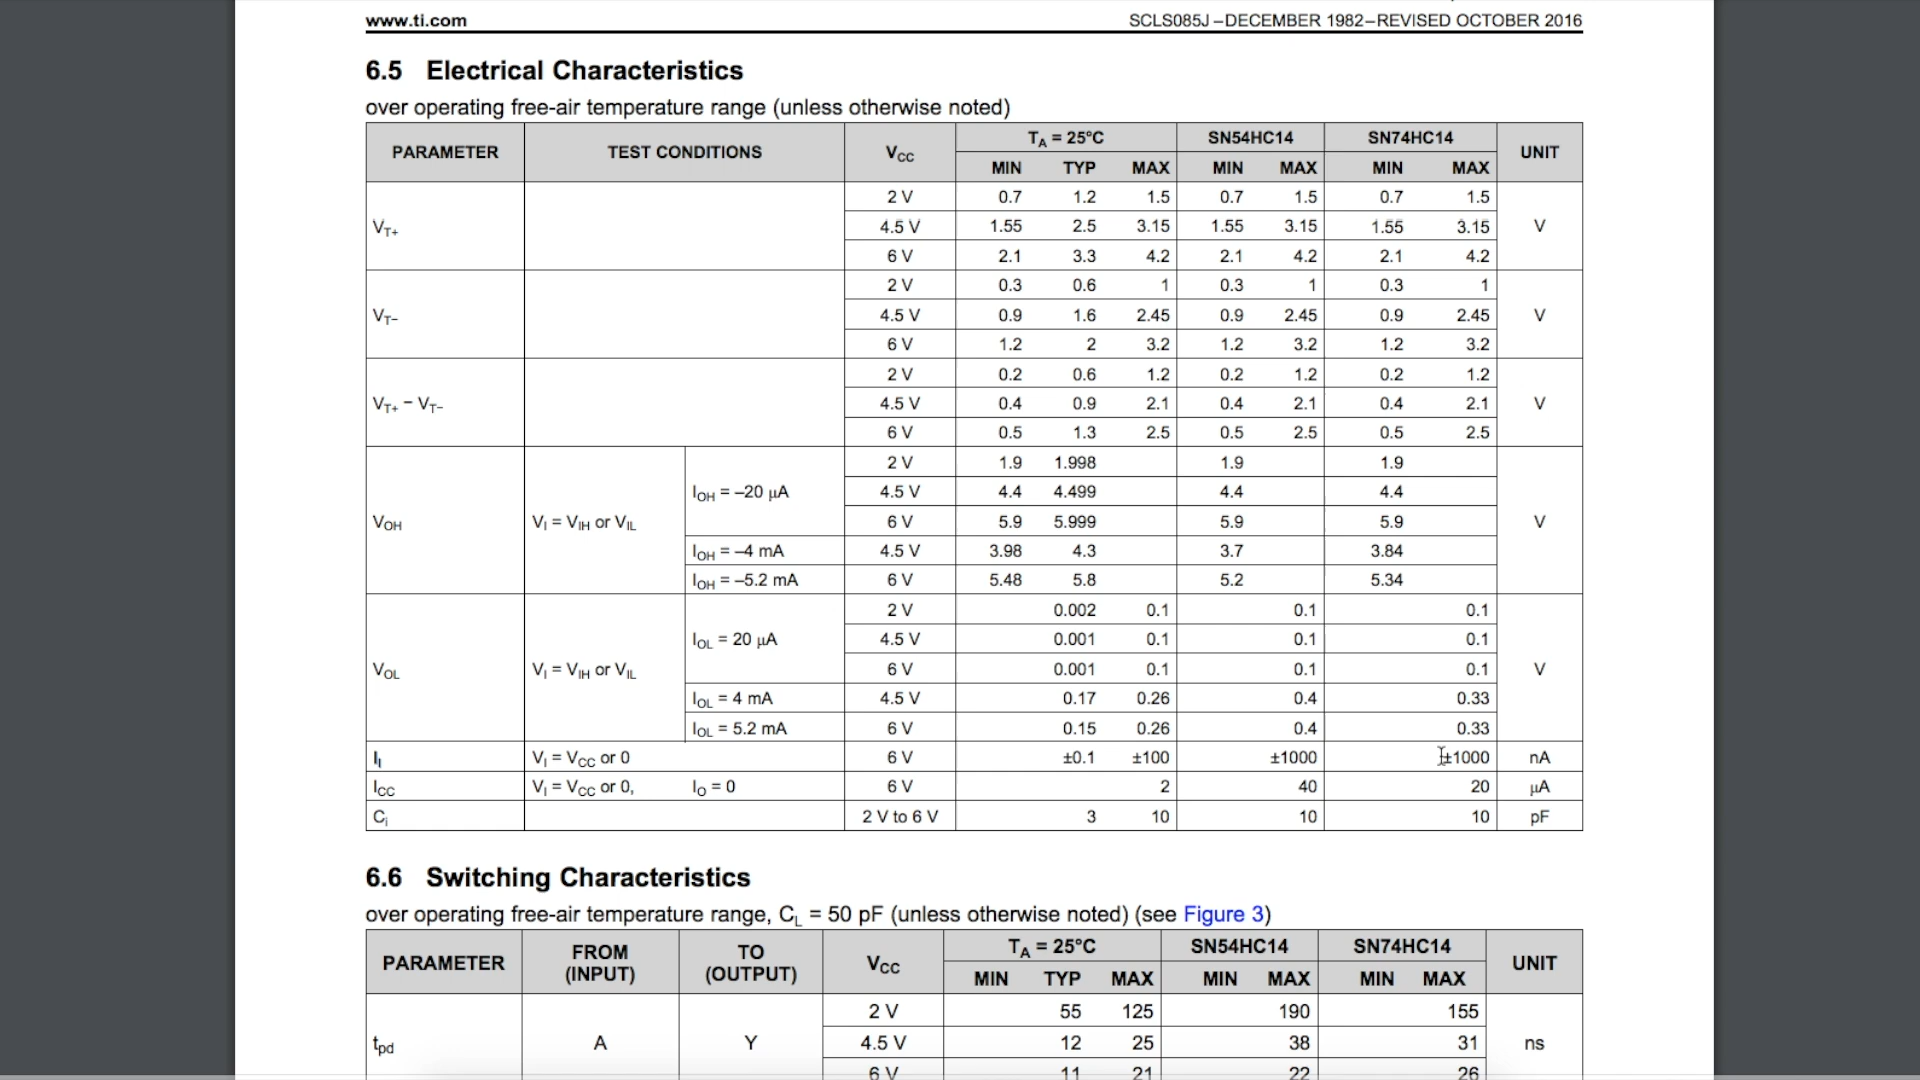 www.ti.com SCLS085J –DECEMBER 1982–REVISED OCTOBER 2016
6.5 Electrical Characteristics
over operating free-air temperature range (unless otherwise noted)
PARAMETER TEST CONDITIONS VCC TA = 25°C SN54HC14 SN74HC14 UNIT
MIN TYP MAX MIN MAX MIN MAX
VT+ 2 V 0.7 1.2 1.5 0.7 1.5 0.7 1.5 V
4.5 V 1.55 2.5 3.15 1.55 3.15 1.55 3.15
6 V 2.1 3.3 4.2 2.1 4.2 2.1 4.2
VT– 2 V 0.3 0.6 1 0.3 1 0.3 1 V
4.5 V 0.9 1.6 2.45 0.9 2.45 0.9 2.45
6 V 1.2 2 3.2 1.2 3.2 1.2 3.2
VT+ – VT– 2 V 0.2 0.6 1.2 0.2 1.2 0.2 1.2 V
4.5 V 0.4 0.9 2.1 0.4 2.1 0.4 2.1
6 V 0.5 1.3 2.5 0.5 2.5 0.5 2.5
VOH VI = VIH or VIL IOH = –20 µA 2 V 1.9 1.998 1.9 1.9 V
4.5 V 4.4 4.499 4.4 4.4
6 V 5.9 5.999 5.9 5.9
IOH = –4 mA 4.5 V 3.98 4.3 3.7 3.84
IOH = –5.2 mA 6 V 5.48 5.8 5.2 5.34
VOL VI = VIH or VIL IOL = 20 µA 2 V 0.002 0.1 0.1 0.1 V
4.5 V 0.001 0.1 0.1 0.1
6 V 0.001 0.1 0.1 0.1
IOL = 4 mA 4.5 V 0.17 0.26 0.4 0.33
IOL = 5.2 mA 6 V 0.15 0.26 0.4 0.33
II VI = VCC or 0 6 V ±0.1 ±100 ±1000 ±1000 nA
ICC VI = VCC or 0, IO = 0 6 V 2 40 20 µA
Ci 2 V to 6 V 3 10 10 10 pF
6.6 Switching Characteristics
over operating free-air temperature range, CL = 50 pF (unless otherwise noted) (see Figure 3)
PARAMETER FROM (INPUT) TO (OUTPUT) VCC TA = 25°C SN54HC14 SN74HC14 UNIT
MIN TYP MAX MIN MAX MIN MAX
tpd A Y 2 V 55 125 190 155 ns
4.5 V 12 25 38 31
6 V 11 21 22 26